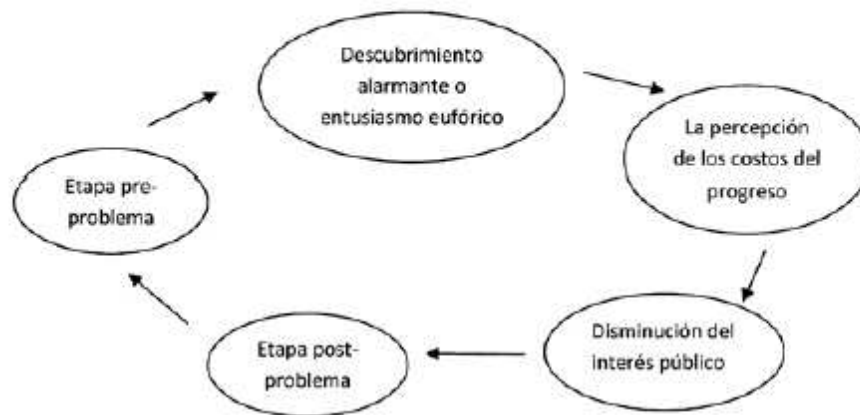 Descubrimiento
alarmante o
entusiasmo eufórico
La percepción
de los costos del
progreso
Disminución del
interés público
Etapa post-
problema
Etapa pre-
problema